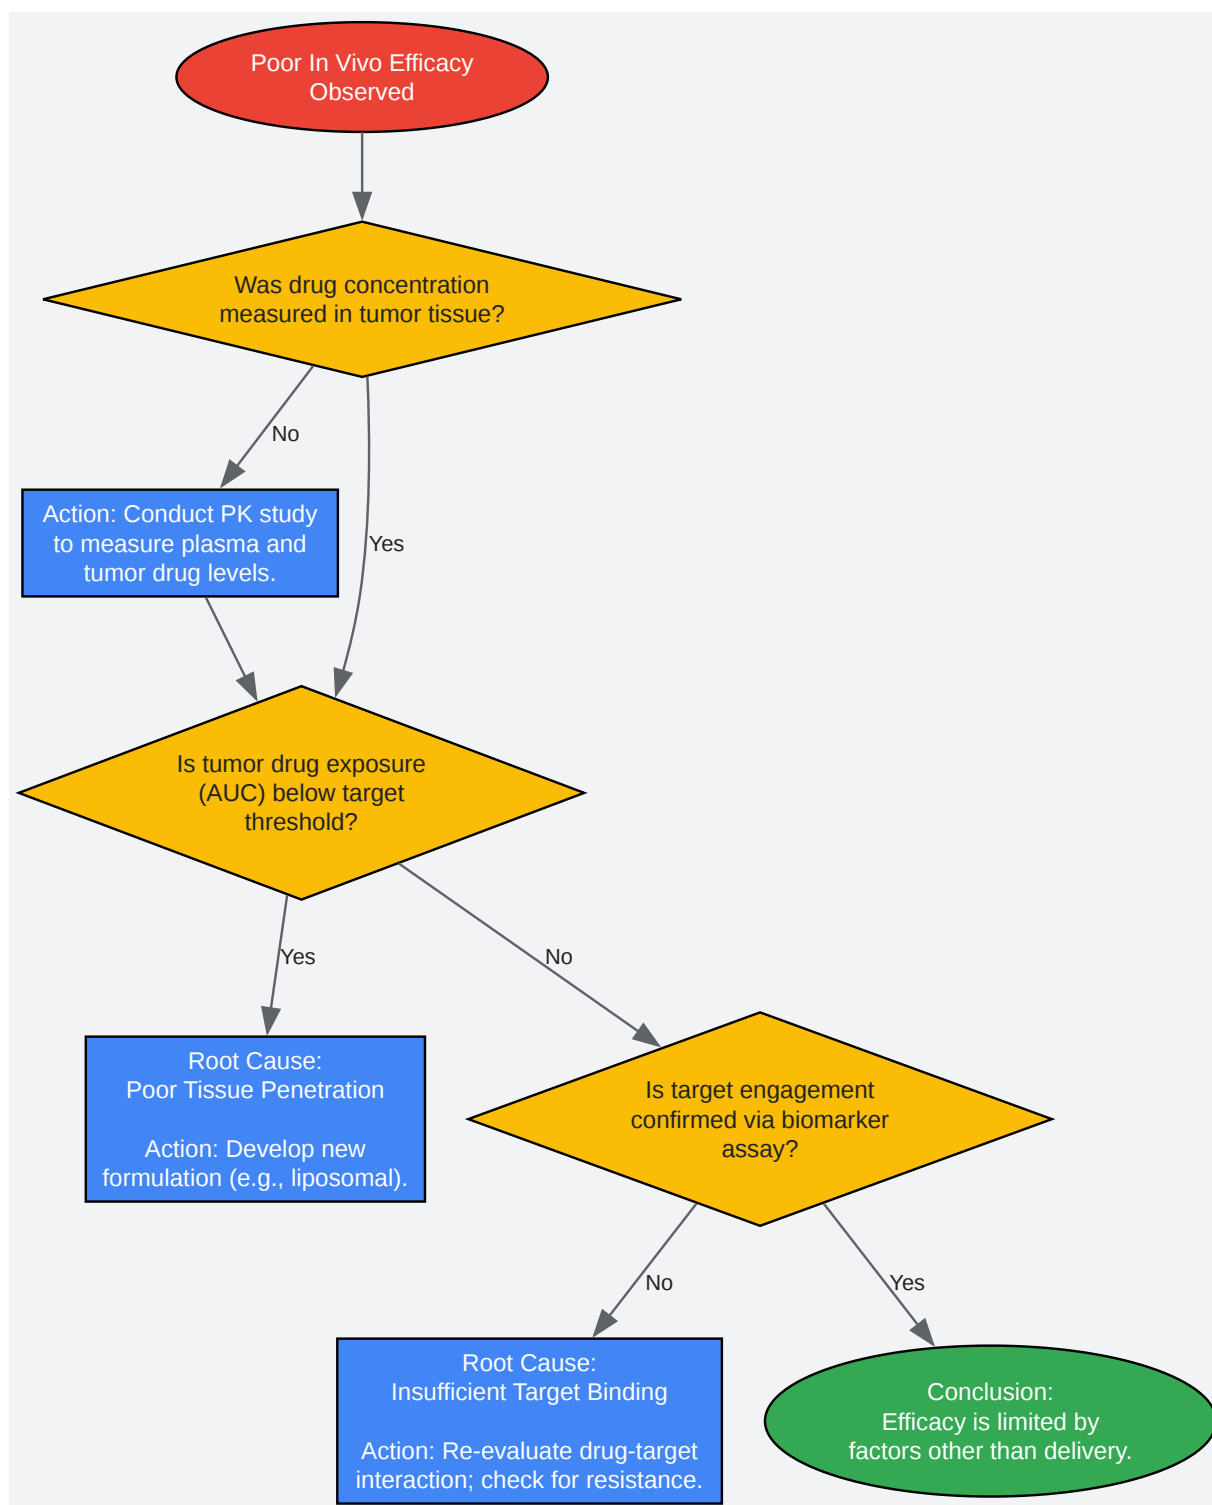 Poor In Vivo Efficacy
Observed
Was drug concentration
measured in tumor tissue?
No
Yes
Action: Conduct PK study
to measure plasma and
tumor drug levels.
Is tumor drug exposure
(AUC) below target
threshold?
Yes
No
Root Cause:
Poor Tissue Penetration
Action: Develop new
formulation (e.g., liposomal).
Is target engagement
confirmed via biomarker
assay?
No
Yes
Root Cause:
Insufficient Target Binding
Action: Re-evaluate drug-target
interaction; check for resistance.
Conclusion:
Efficacy is limited by
factors other than delivery.